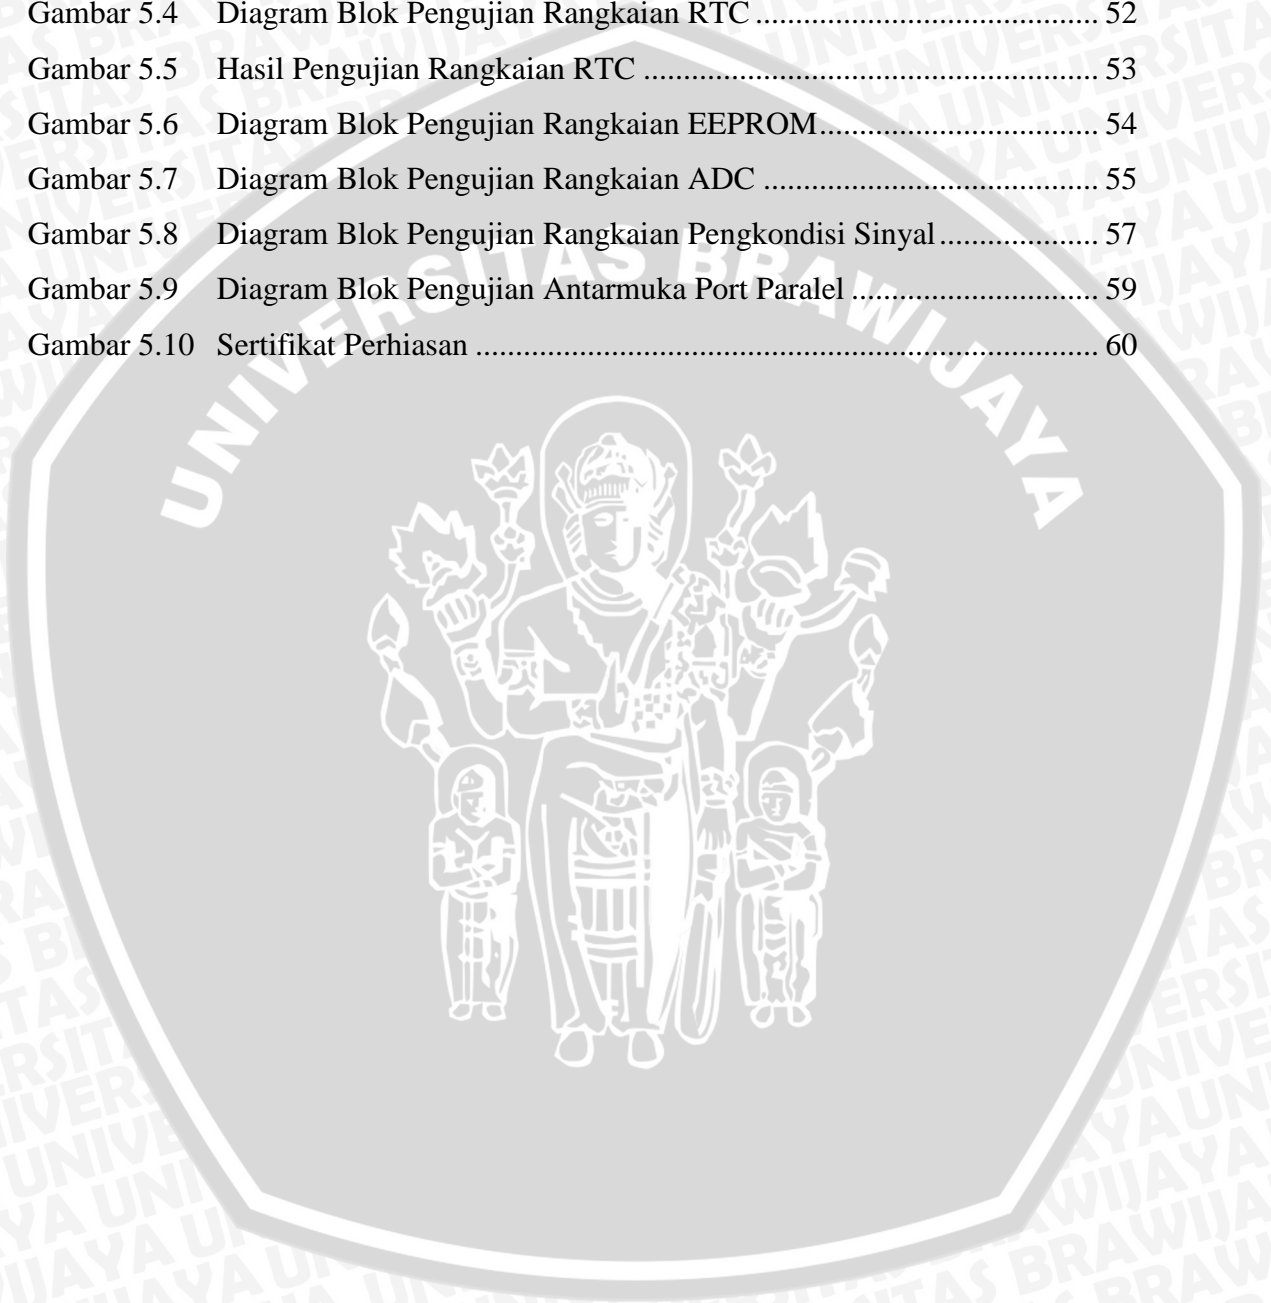 Gambar 5.4 Diagram Blok Pengujian Rangkaian RTC ........................................ 52
Gambar 5.5 Hasil Pengujian Rangkaian RTC ..................................................... 53
Gambar 5.6 Diagram Blok Pengujian Rangkaian EEPROM................................. 54
Gambar 5.7 Diagram Blok Pengujian Rangkaian ADC ....................................... 55
Gambar 5.8 Diagram Blok Pengujian Rangkaian Pengkondisi Sinyal................... 57
Gambar 5.9 Diagram Blok Pengujian Antarmuka Port Paralel ............................. 59
Gambar 5.10 Sertifikat Perhiasan ......................................................................... 60
UNIVERSITAS BRAWIJAYA